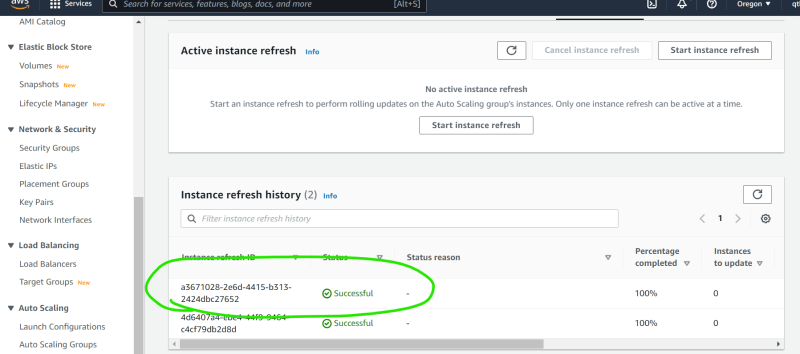 aws
Services
Search for services, features, blogs, docs, and more
[Alt+S]
Oregon
AMI Catalog
Elastic Block Store
Volumes New
Snapshots New
Lifecycle Manager New
Network & Security
Security Groups
Elastic IPs
Placement Groups
Key Pairs
Network Interfaces
Load Balancing
Load Balancers
Target Groups New
Auto Scaling
Launch Configurations
Auto Scaling Groups
Active instance refresh Info
Cancel instance refresh
Start instance refresh
No active instance refresh
Start an instance refresh to perform rolling updates on the Auto Scaling group's instances. Only one instance refresh can be active at a time.
Start instance refresh
Instance refresh history (2) Info
Filter instance refresh history
1
Instance refresh ID Status Status reason Percentage completed Instances to update
a3671028-2e6d-4415-b313-
2424dbc27652
Successful - 100% 0
4d6407a4-ebe4-44f9-9464-
c4cf79db2d8d
Successful - 100% 0